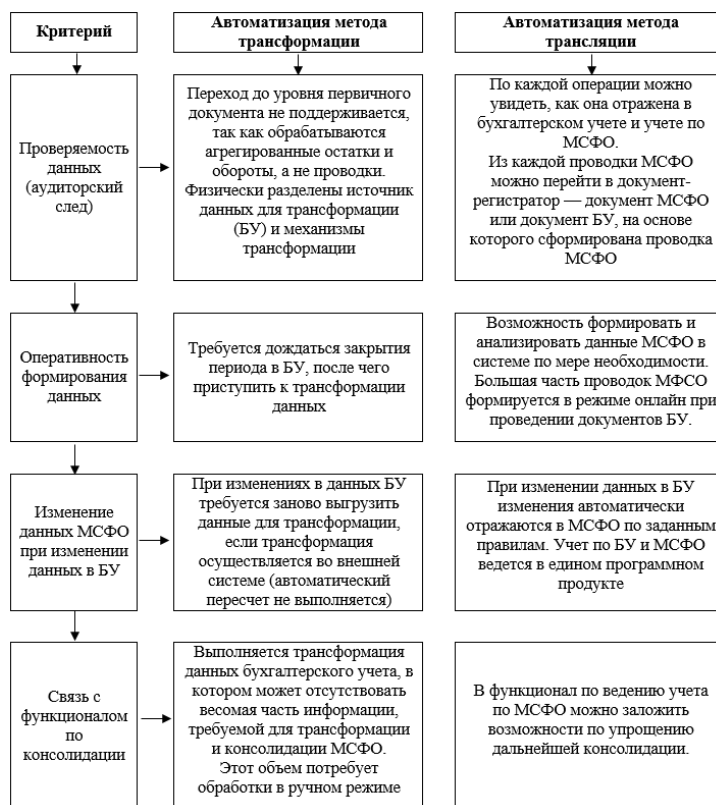 Критерий
Автоматизация метода
трансформации
Автоматизация метода
трансляции
Проверяемость
данных
(аудиторский
след)
Переход до уровня первичного
документа не поддерживается,
так как обрабатываются
агрегированные остатки и
обороты, а не проводки.
Физически разделены источник
данных для трансформации
(БУ) и механизмы
трансформации
По каждой операции можно
увидеть, как она отражена в
бухгалтерском учете и учете по
МСФО.
Из каждой проводки МСФО
можно перейти в документ-
регистратор — документ МСФО
или документ БУ, на основе
которого сформирована проводка
МСФО
Оперативность
формирования
данных
Требуется дождаться закрытия
периода в БУ, после чего
приступить к трансформации
данных
Возможность формировать и
анализировать данные МСФО в
системе по мере необходимости.
Большая часть проводок МФСО
формируется в режиме онлайн при
проведении документов БУ.
Изменение
данных МСФО
при изменении
данных в БУ
При изменениях в данных БУ
требуется заново выгрузить
данные для трансформации,
если трансформация
осуществляется во внешней
системе (автоматический
пересчет не выполняется)
При изменении данных в БУ
изменения автоматически
отражаются в МСФО по заданным
правилам. Учет по БУ и МСФО
ведется в едином программном
продукте
Связь с
функционалом
по
консолидации
Выполняется трансформация
данных бухгалтерского учета, в
котором может отсутствовать
весомая часть информации,
требуемой для трансформации
и консолидации МСФО.
Этот объем потребует
обработки в ручном режиме
В функционал по ведению учета
по МСФО можно заложить
возможности по упрощению
дальнейшей консолидации.